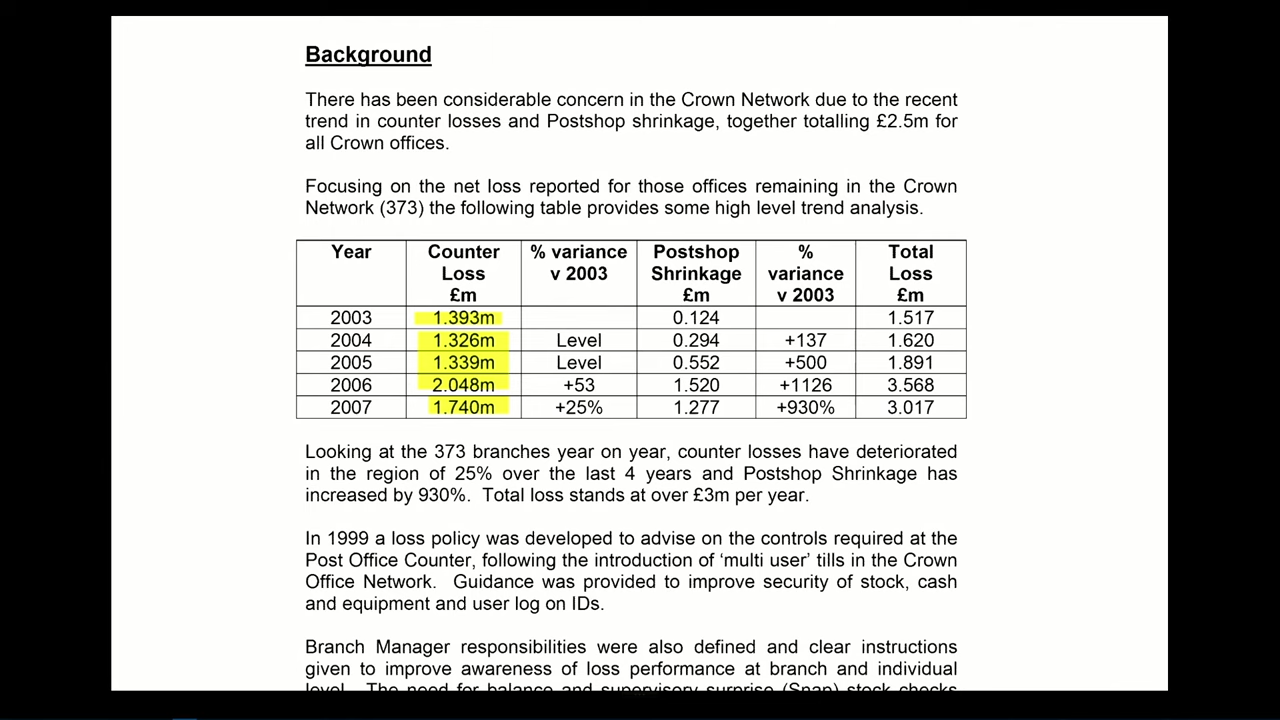 Background
There has been considerable concern in the Crown Network due to the recent
trend in counter losses and Postshop shrinkage, together totalling £2.5m for
all Crown offices.
Focusing on the net loss reported for those offices remaining in the Crown
Network (373) the following table provides some high level trend analysis.
Year Counter Loss £m % variance v 2003 Postshop Shrinkage £m % variance v 2003 Total Loss £m
2003 1.393m 0.124 1.517
2004 1.326m Level 0.294 +137 1.620
2005 1.339m Level 0.552 +500 1.891
2006 2.048m +53 1.520 +1126 3.568
2007 1.740m +25% 1.277 +930% 3.017
Looking at the 373 branches year on year, counter losses have deteriorated
in the region of 25% over the last 4 years and Postshop Shrinkage has
increased by 930%. Total loss stands at over £3m per year.
In 1999 a loss policy was developed to advise on the controls required at the
Post Office Counter, following the introduction of ‘multi user’ tills in the Crown
Office Network. Guidance was provided to improve security of stock, cash
and equipment and user log on IDs.
Branch Manager responsibilities were also defined and clear instructions
given to improve awareness of loss performance at branch and individual
level. The need for balance and supervisory surprise (Snap) stock checks